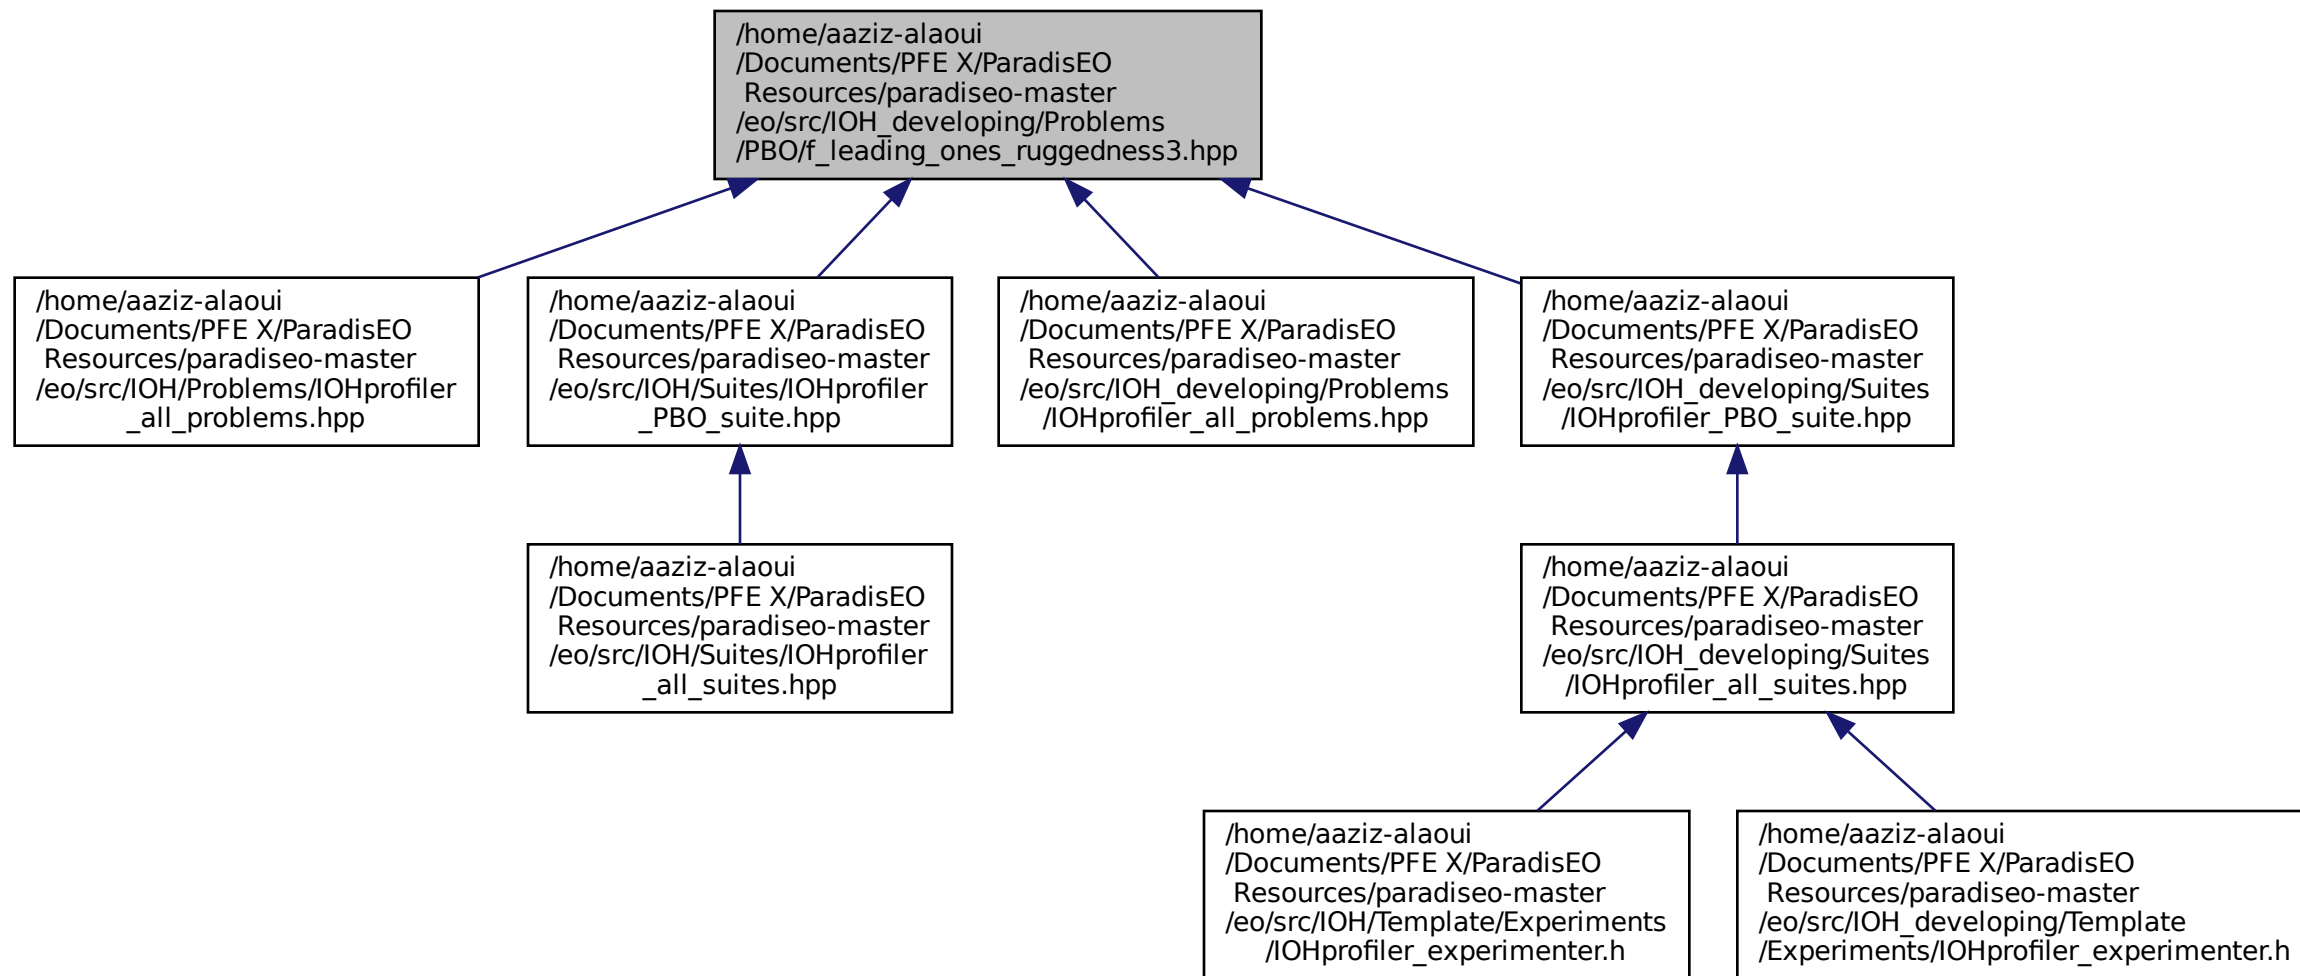 /home/aaziz-alaoui
/Documents/PFE X/ParadisEO
Resources/paradiseo-master
/eo/src/IOH_developing/Problems
/PBO/f_leading_ones_ruggedness3.hpp
/home/aaziz-alaoui
/Documents/PFE X/ParadisEO
Resources/paradiseo-master
/eo/src/IOH/Problems/IOHprofiler
_all_problems.hpp
/home/aaziz-alaoui
/Documents/PFE X/ParadisEO
Resources/paradiseo-master
/eo/src/IOH/Suites/IOHprofiler
_PBO_suite.hpp
/home/aaziz-alaoui
/Documents/PFE X/ParadisEO
Resources/paradiseo-master
/eo/src/IOH_developing/Problems
/IOHprofiler_all_problems.hpp
/home/aaziz-alaoui
/Documents/PFE X/ParadisEO
Resources/paradiseo-master
/eo/src/IOH_developing/Suites
/IOHprofiler_PBO_suite.hpp
/home/aaziz-alaoui
/Documents/PFE X/ParadisEO
Resources/paradiseo-master
/eo/src/IOH/Suites/IOHprofiler
_all_suites.hpp
/home/aaziz-alaoui
/Documents/PFE X/ParadisEO
Resources/paradiseo-master
/eo/src/IOH_developing/Suites
/IOHprofiler_all_suites.hpp
/home/aaziz-alaoui
/Documents/PFE X/ParadisEO
Resources/paradiseo-master
/eo/src/IOH/Template/Experiments
/IOHprofiler_experimenter.h
/home/aaziz-alaoui
/Documents/PFE X/ParadisEO
Resources/paradiseo-master
/eo/src/IOH_developing/Template
/Experiments/IOHprofiler_experimenter.h